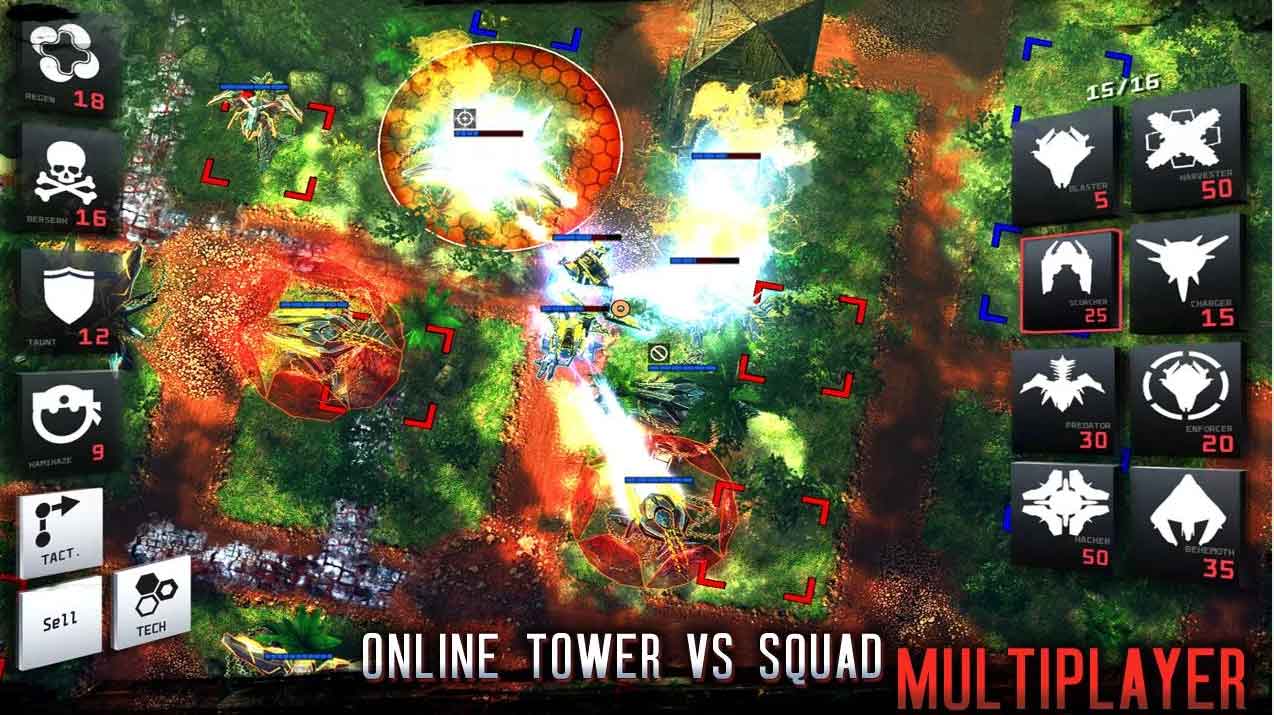 REGEN 18
BERSERK 16
TAUNT 12
KAMIKAZE 9
TACT.
Sell
TECH
15/16
BLASTER
5
HARVESTER
50
SCORCHER
25
CHARGER
15
PREDATOR
30
ENFORCER
20
HACKER
50
BEHEMOTH
35
ONLINE TOWER VS SQUAD
MULTIPLAYER